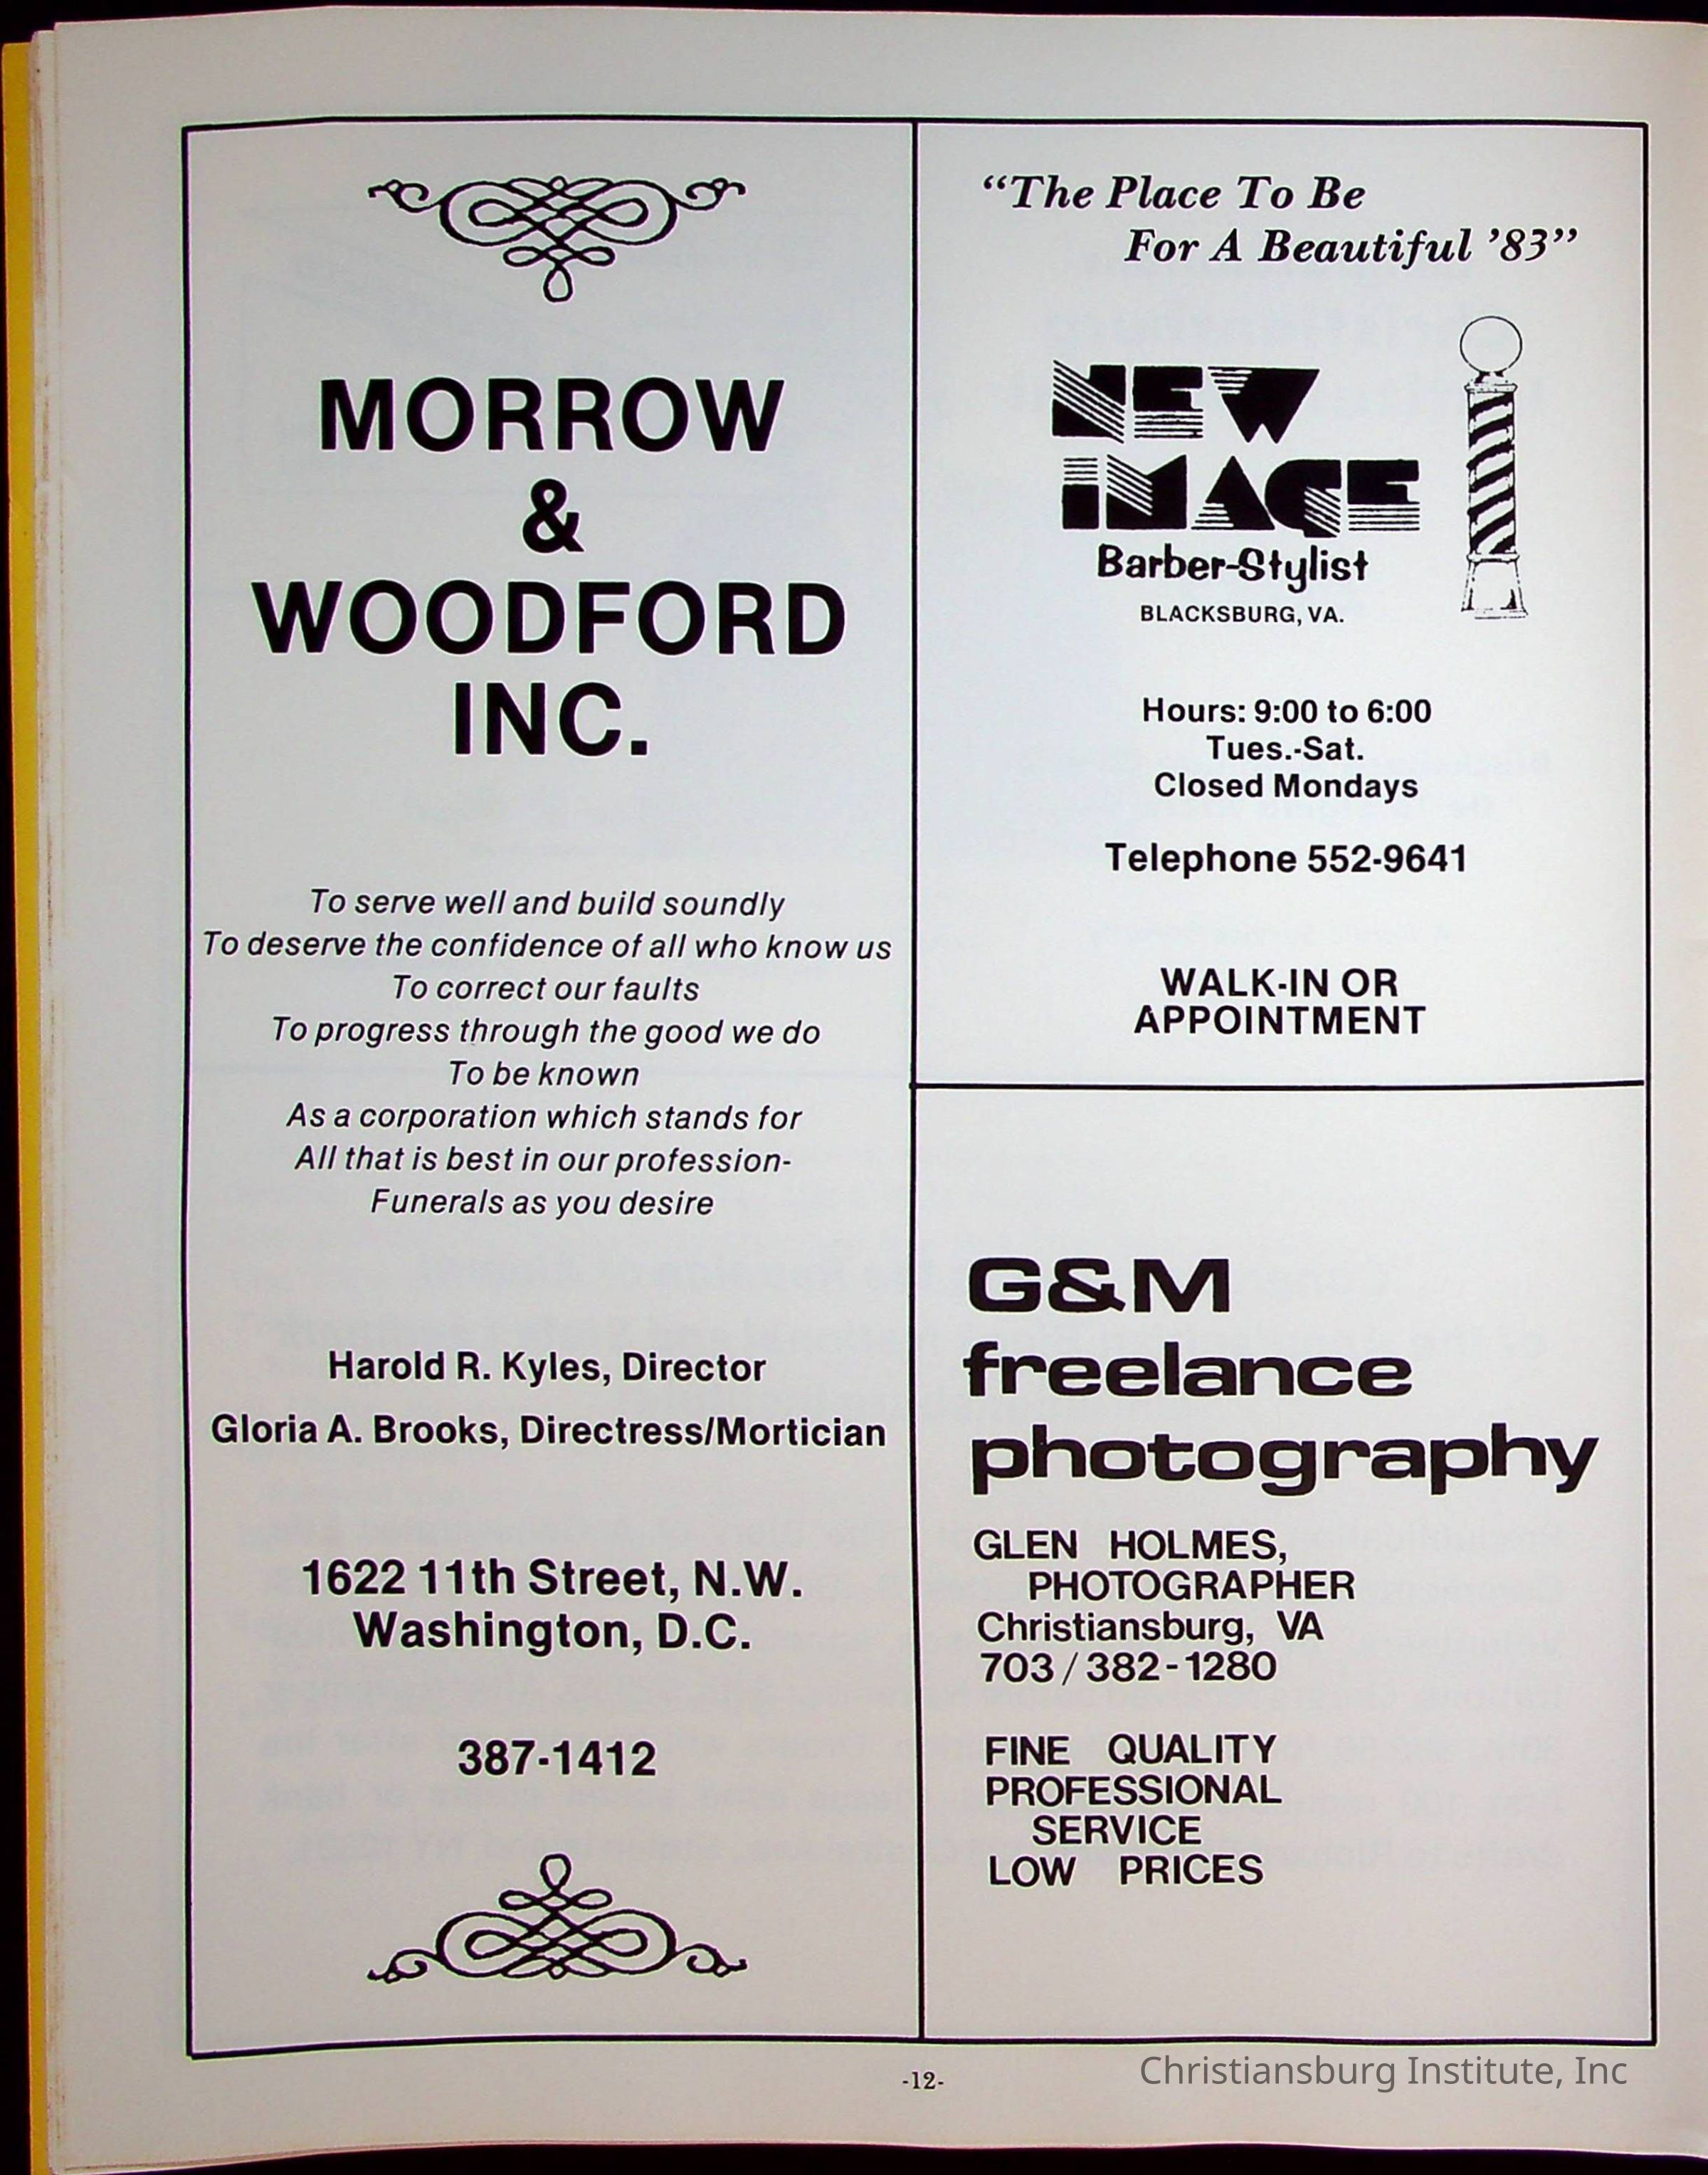 MORROW
&
WOODFORD
INC.
To serve well and build soundly
To deserve the confidence of all who know us
To correct our faults
To progress through the good we do
To be known
As a corporation which stands for
All that is best in our profession-
Funerals as you desire
Harold R. Kyles, Director
Gloria A. Brooks, Directress/Mortician
1622 11th Street, N.W.
Washington, D.C.
387-1412
“The Place To Be
For A Beautiful ’83”
NEW
IMAGE
Barber-Stylist
BLACKSBURG, VA.
Hours: 9:00 to 6:00
Tues.-Sat.
Closed Mondays
Telephone 552-9641
WALK-IN OR
APPOINTMENT
G&M
freelance
photography
GLEN HOLMES,
PHOTOGRAPHER
Christiansburg, VA
703/382-1280
FINE QUALITY
PROFESSIONAL
SERVICE
LOW PRICES
-12-
Christiansburg Institute, Inc